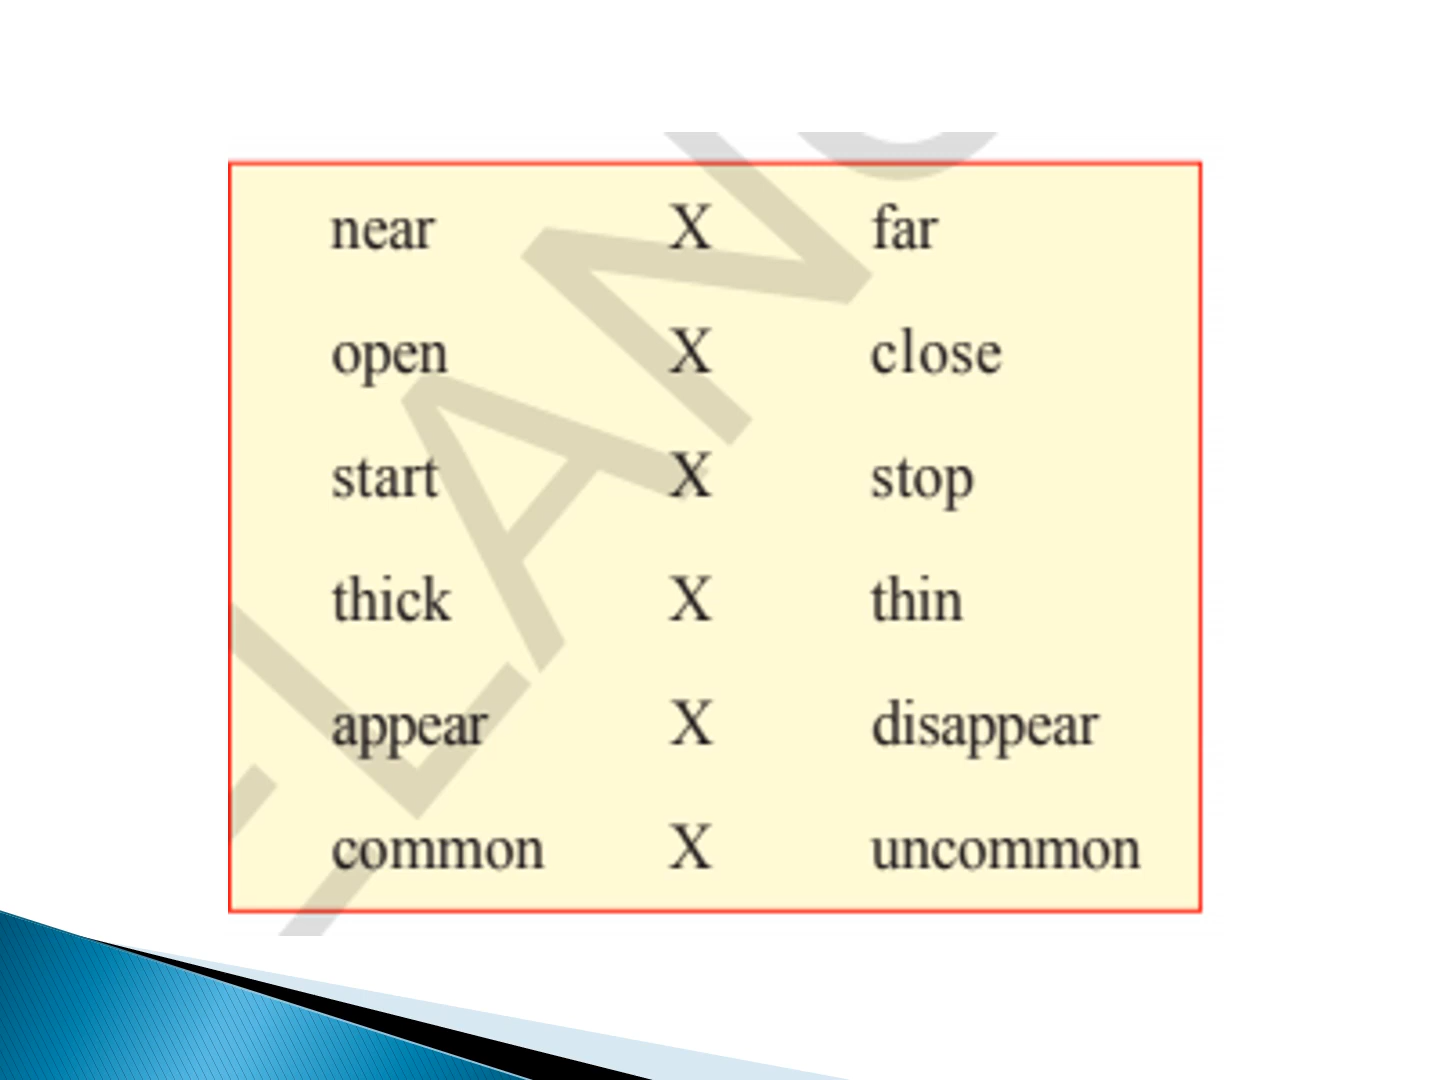 near X far
open X close
start X stop
thick X thin
appear X disappear
common X uncommon